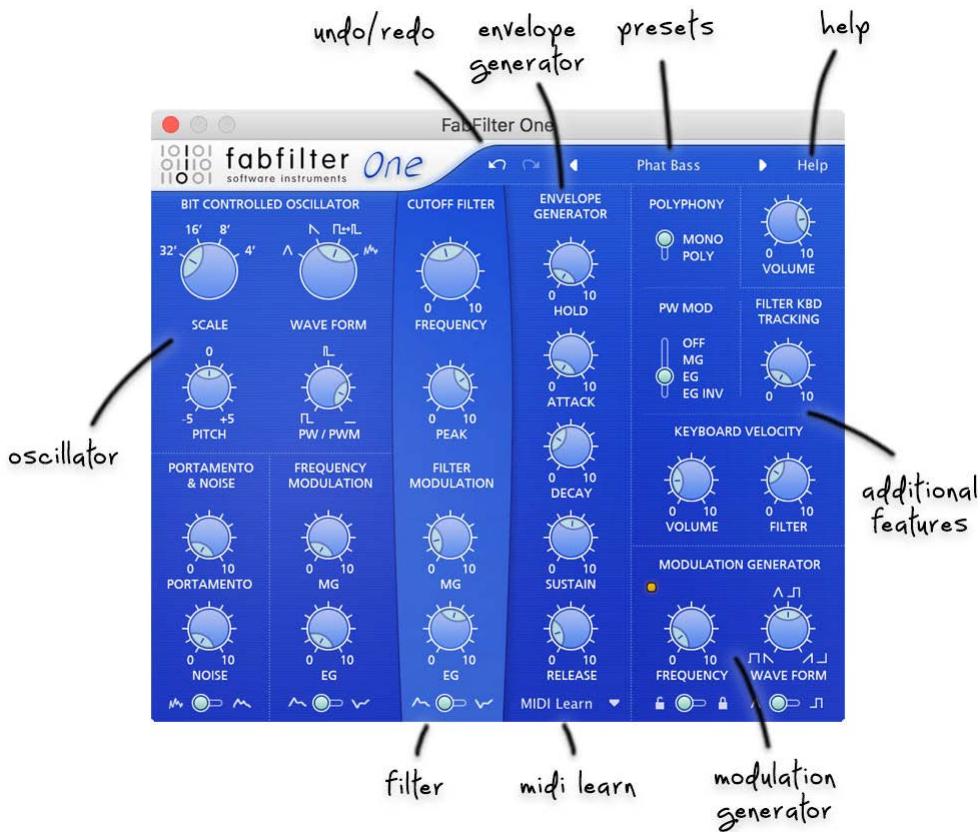 undo/redo
envelope
generator
presets
help
FabFilter One
IOIOI
OIIIO
IIOOI
fabfilter One
software instruments
Phat Bass
Help
BIT CONTROLLED OSCILLATOR
32' 16' 8' 4'
SCALE
WAVE FORM
0
-5 +5
PITCH
PW / PWM
PORTAMENTO
& NOISE
0 10
PORTAMENTO
0 10
NOISE
FREQUENCY
MODULATION
0 10
MG
0 10
EG
CUTOFF FILTER
0 10
FREQUENCY
0 10
PEAK
FILTER
MODULATION
0 10
MG
0 10
EG
ENVELOPE
GENERATOR
0 10
HOLD
0 10
ATTACK
0 10
DECAY
0 10
SUSTAIN
0 10
RELEASE
MIDI Learn
POLYPHONY
MONO
POLY
0 10
VOLUME
PW MOD
OFF
MG
EG
EG INV
FILTER KBD
TRACKING
0 10
KEYBOARD VELOCITY
0 10
VOLUME
0 10
FILTER
MODULATION GENERATOR
0 10
FREQUENCY
WAVE FORM
oscillator
additional
features
filter
midi learn
modulation
generator